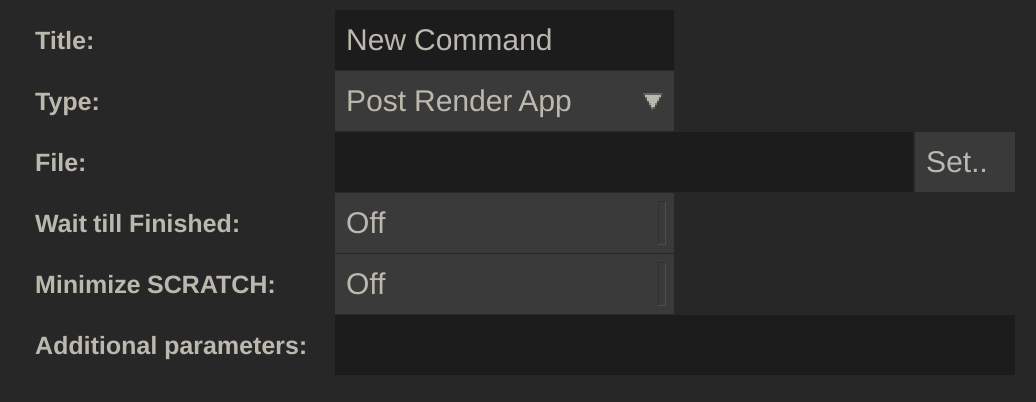 Title: New Command
Type: Post Render App
File: Set..
Wait till Finished: Off
Minimize SCRATCH: Off
Additional parameters: